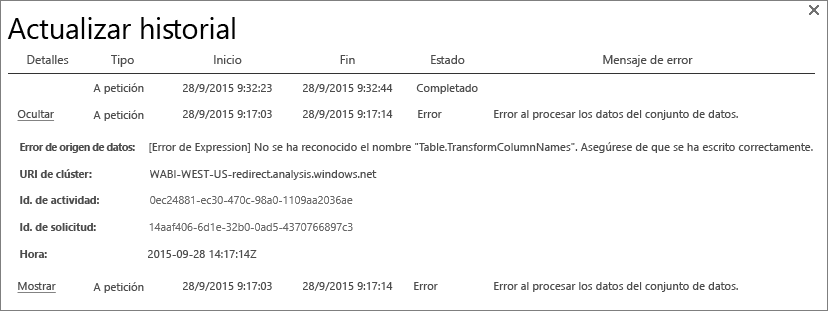 Actualizar historial
Detalles Tipo Inicio Fin Estado Mensaje de error
A petición 28/9/2015 9:32:23 28/9/2015 9:32:44 Completado
Ocultar A petición 28/9/2015 9:17:03 28/9/2015 9:17:14 Error Error al procesar los datos del conjunto de datos.
Error de origen de datos: [Error de Expression] No se ha reconocido el nombre "Table.TransformColumnNames". Asegúrese de que se ha escrito correctamente.
URI de clúster: WABI-WEST-US-redirect.analysis.windows.net
Id. de actividad: 0ec24881-ec30-470c-98a0-1109aa2036ae
Id. de solicitud: 14aaf406-6d1e-32b0-0ad5-4370766897c3
Hora: 2015-09-28 14:17:14Z
Mostrar A petición 28/9/2015 9:17:03 28/9/2015 9:17:14 Error Error al procesar los datos del conjunto de datos.